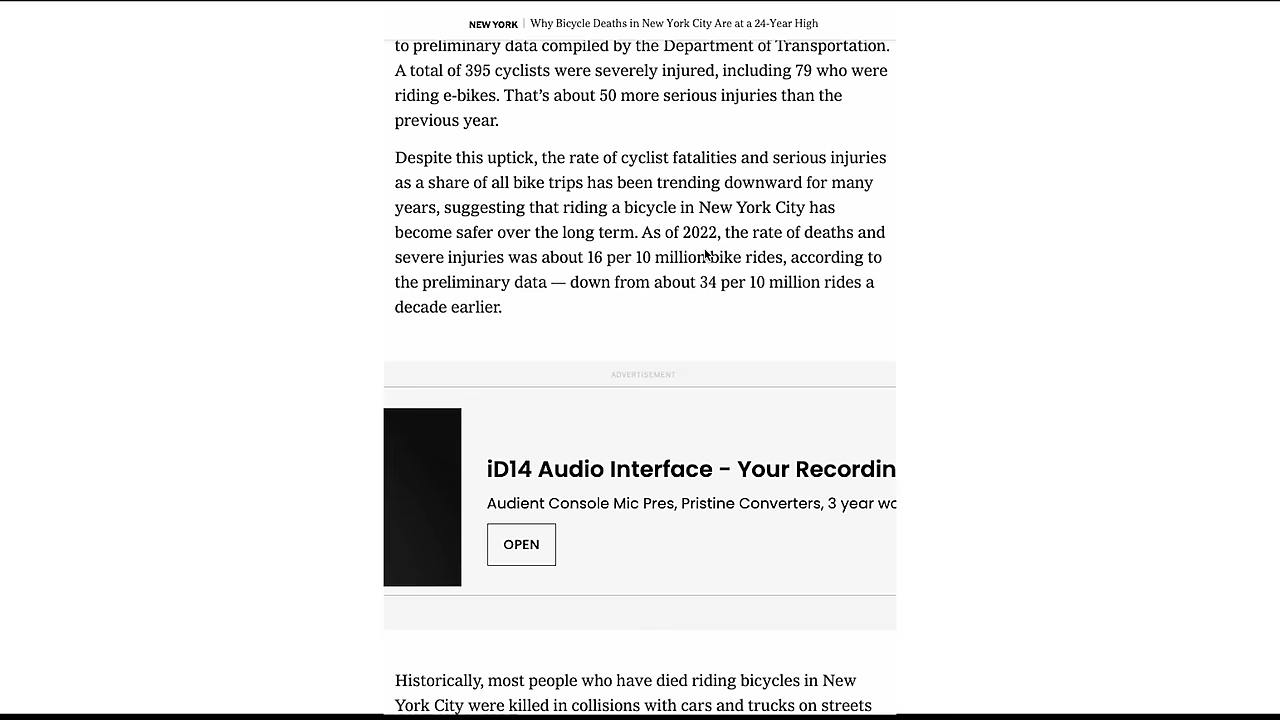 NEW YORK | Why Bicycle Deaths in New York City Are at a 24-Year High
to preliminary data compiled by the Department of Transportation.
A total of 395 cyclists were severely injured, including 79 who were
riding e-bikes. That’s about 50 more serious injuries than the
previous year.
Despite this uptick, the rate of cyclist fatalities and serious injuries
as a share of all bike trips has been trending downward for many
years, suggesting that riding a bicycle in New York City has
become safer over the long term. As of 2022, the rate of deaths and
severe injuries was about 16 per 10 million bike rides, according to
the preliminary data — down from about 34 per 10 million rides a
decade earlier.
ADVERTISEMENT
iD14 Audio Interface - Your Recordin
Audient Console Mic Pres, Pristine Converters, 3 year wa
OPEN
Historically, most people who have died riding bicycles in New
York City were killed in collisions with cars and trucks on streets